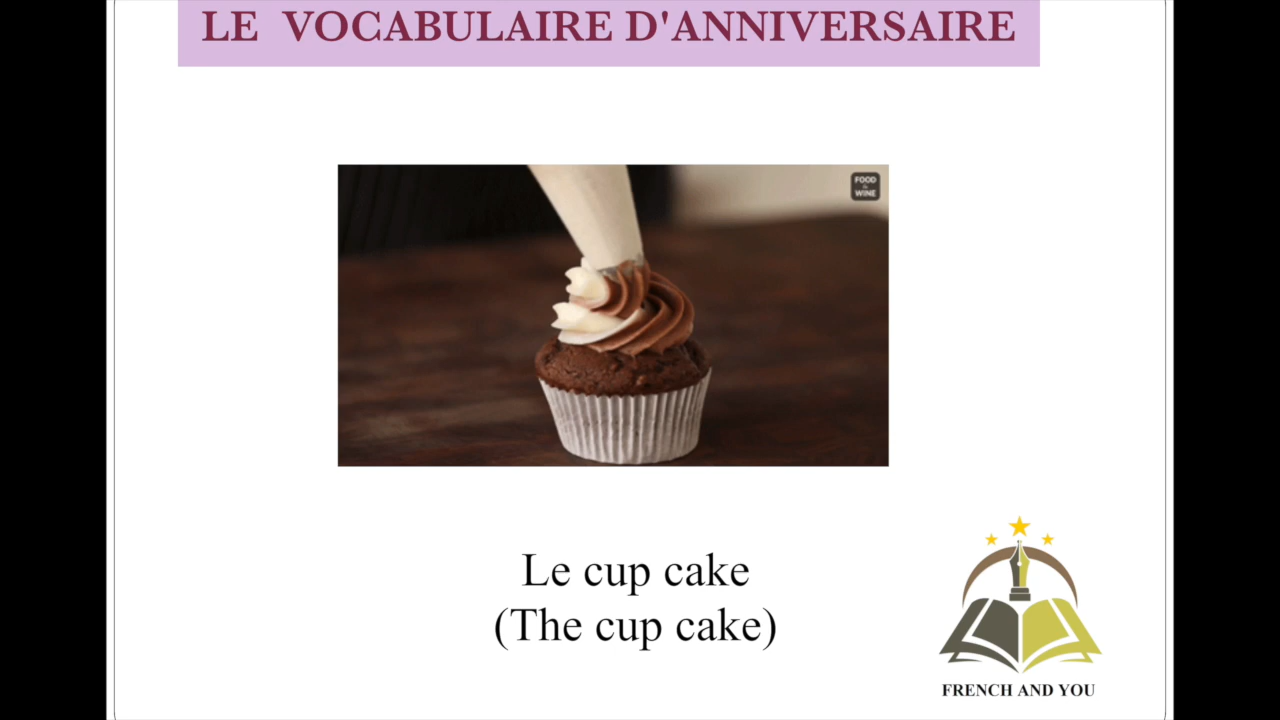 LE VOCABULAIRE D'ANNIVERSAIRE
FOOD
&
WINE
Le cup cake
(The cup cake)
FRENCH AND YOU